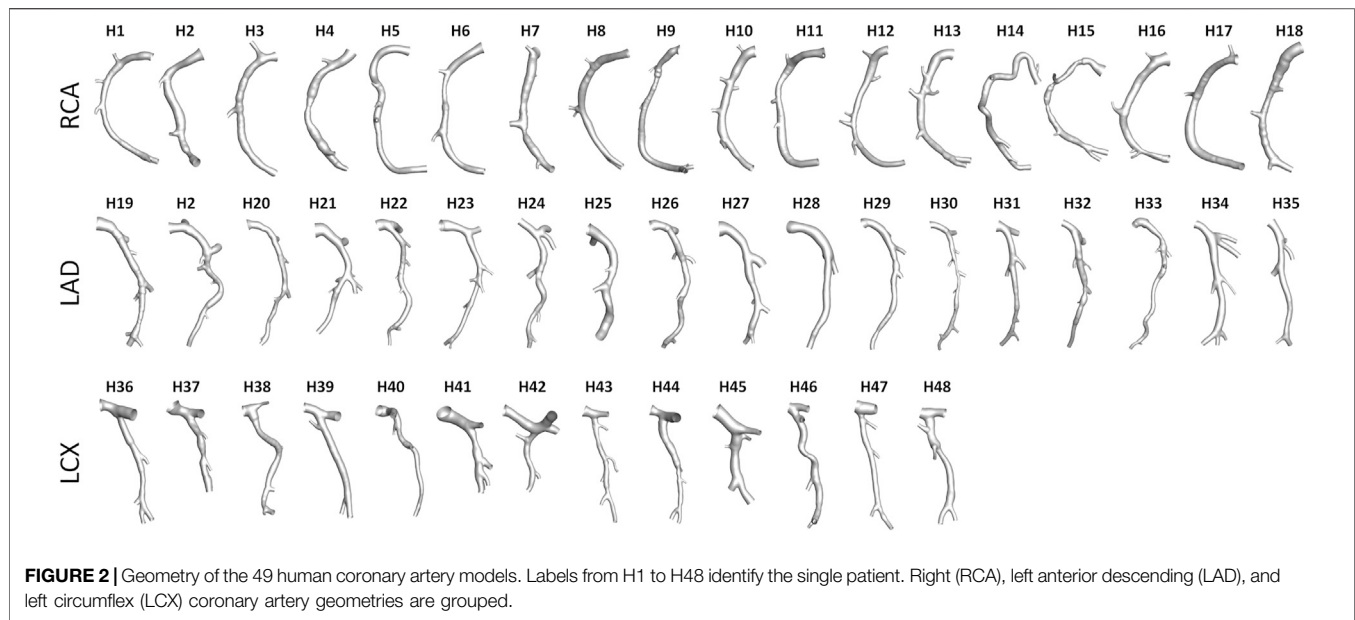 H1 H2 H3 H4 H5 H6 H7 H8 H9 H10 H11 H12 H13 H14 H15 H16 H17 H18
RCA
H19 H2 H20 H21 H22 H23 H24 H25 H26 H27 H28 H29 H30 H31 H32 H33 H34 H35
LAD
H36 H37 H38 H39 H40 H41 H42 H43 H44 H45 H46 H47 H48
LCX
FIGURE 2 | Geometry of the 49 human coronary artery models. Labels from H1 to H48 identify the single patient. Right (RCA), left anterior descending (LAD), and
left circumflex (LCX) coronary artery geometries are grouped.